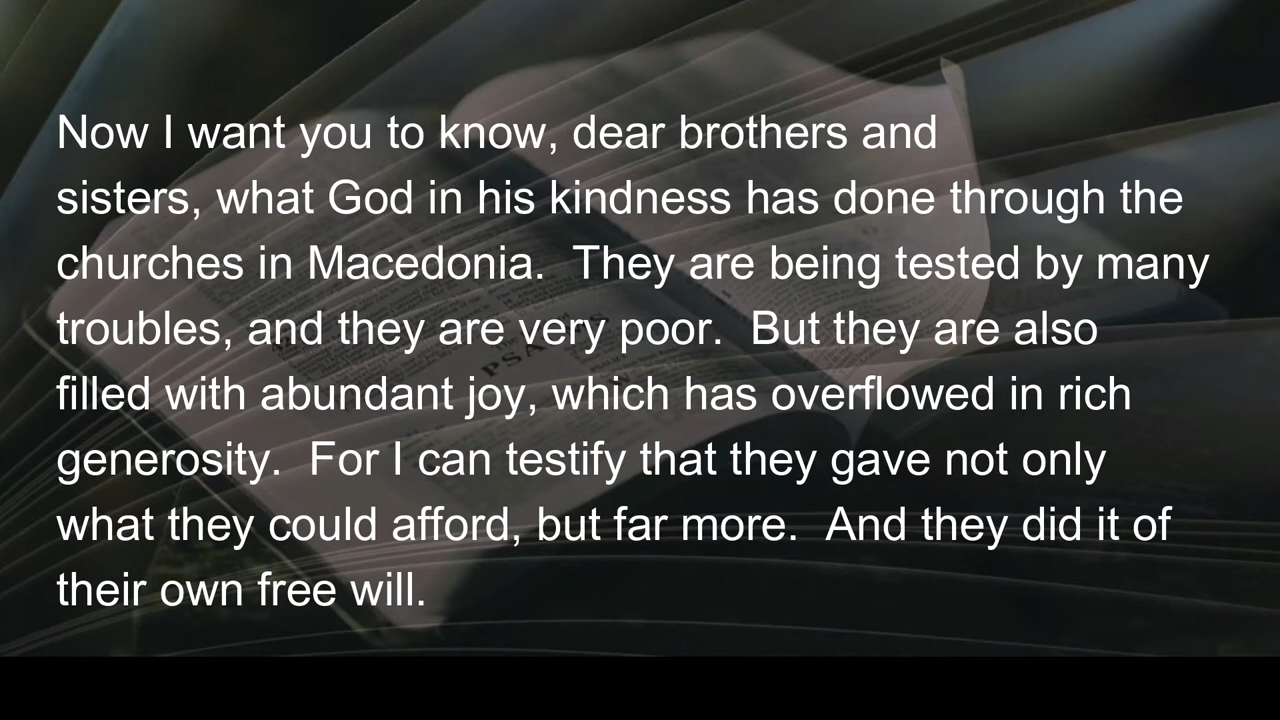 Now I want you to know, dear brothers and
sisters, what God in his kindness has done through the
churches in Macedonia.  They are being tested by many
troubles, and they are very poor.  But they are also
filled with abundant joy, which has overflowed in rich
generosity.  For I can testify that they gave not only
what they could afford, but far more.  And they did it of
their own free will.
PSALMS